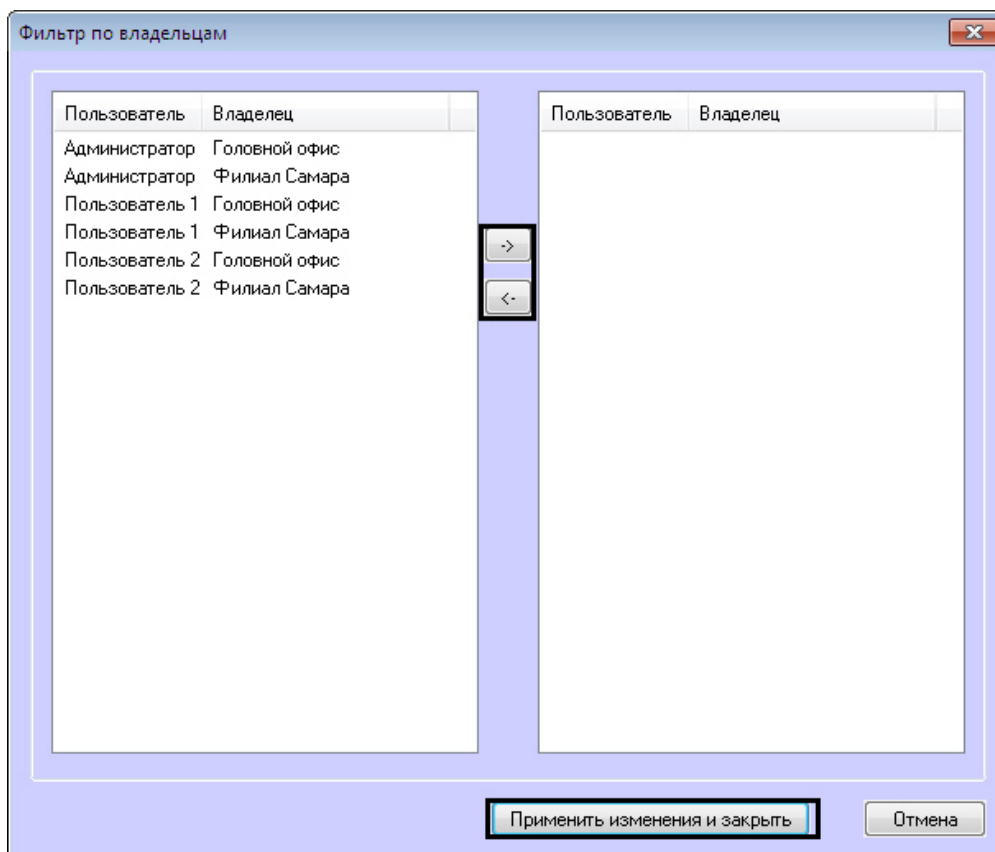 Фильтр по владельцам
Пользователь Владелец
Администратор Головной офис
Администратор Филиал Самара
Пользователь 1 Головной офис
Пользователь 1 Филиал Самара
Пользователь 2 Головной офис
Пользователь 2 Филиал Самара
->
<-
Пользователь Владелец
Применить изменения и закрыть
Отмена